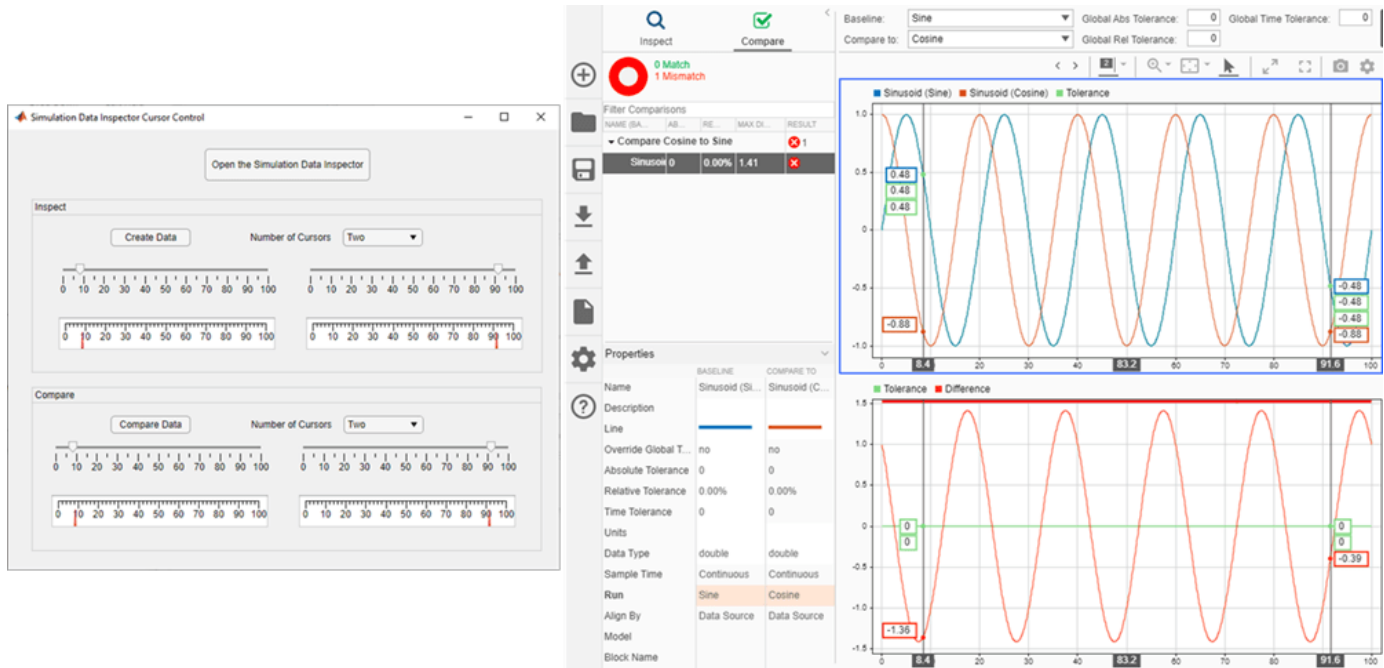 Simulation Data Inspector Cursor Control
Open the Simulation Data Inspector
Inspect
Create Data Number of Cursors Two
0 10 20 30 40 50 60 70 80 90 100 0 10 20 30 40 50 60 70 80 90 100
0 10 20 30 40 50 60 70 80 90 100 0 10 20 30 40 50 60 70 80 90 100
Compare
Compare Data Number of Cursors Two
0 10 20 30 40 50 60 70 80 90 100 0 10 20 30 40 50 60 70 80 90 100
0 10 20 30 40 50 60 70 80 90 100 0 10 20 30 40 50 60 70 80 90 100
Inspect Compare
0 Match
1 Mismatch
Filter Comparisons
NAME (BA... AB... RE... MAX DI... RESULT
Compare Cosine to Sine 1
Sinusoi 0 0.00% 1.41
Properties
BASELINE COMPARE TO
Name Sinusoid (Si... Sinusoid (C...
Description
Line
Override Global T... no no
Absolute Tolerance 0 0
Relative Tolerance 0.00% 0.00%
Time Tolerance 0 0
Units
Data Type double double
Sample Time Continuous Continuous
Run Sine Cosine
Align By Data Source Data Source
Model
Block Name
Baseline: Sine Global Abs Tolerance: 0 Global Time Tolerance: 0
Compare to: Cosine Global Rel Tolerance: 0
2
Sinusoid (Sine) Sinusoid (Cosine) Tolerance
1.0
0.5
0.48
0.48
0.48
0
-0.5
-0.48
-0.48
-0.48
-0.88
-0.88
-1.0
0 8.4 20 30 40 83.2 60 70 80 91.6 100
Tolerance Difference
1.5
1.0
0.5
0
0 0
0 0
-0.39
-0.5
-1.0
-1.36
-1.5
0 8.4 20 30 40 83.2 60 70 80 91.6 100